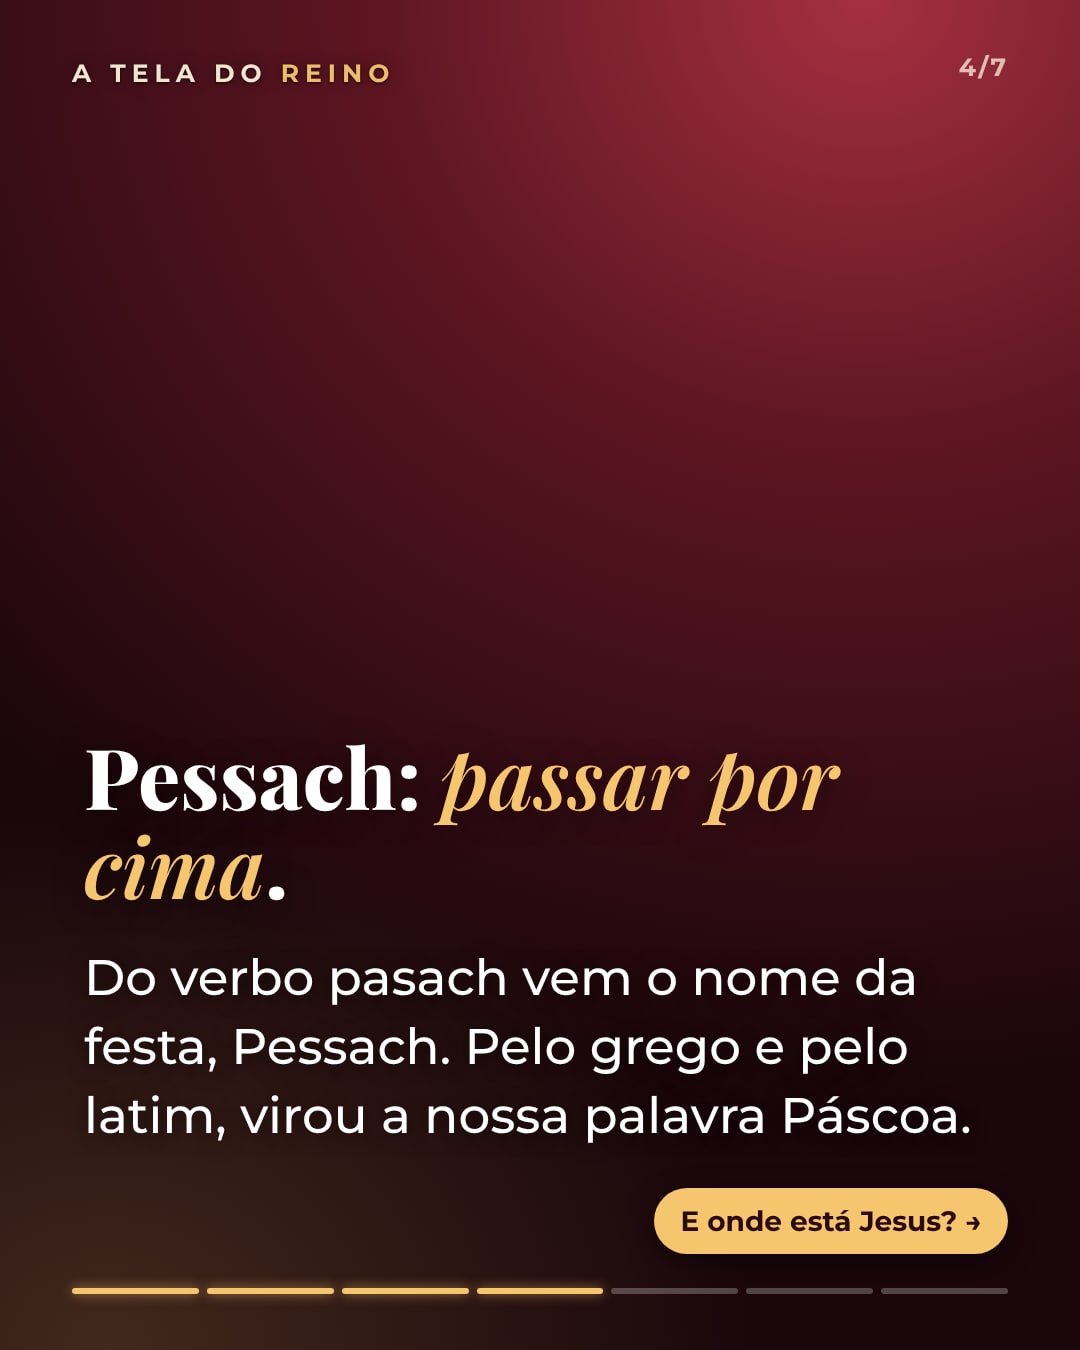 A TELA DO REINO
4/7
Pessach: passar por
cima.
Do verbo pasach vem o nome da
festa, Pessach. Pelo grego e pelo
latim, virou a nossa palavra Páscoa.
E onde está Jesus? →